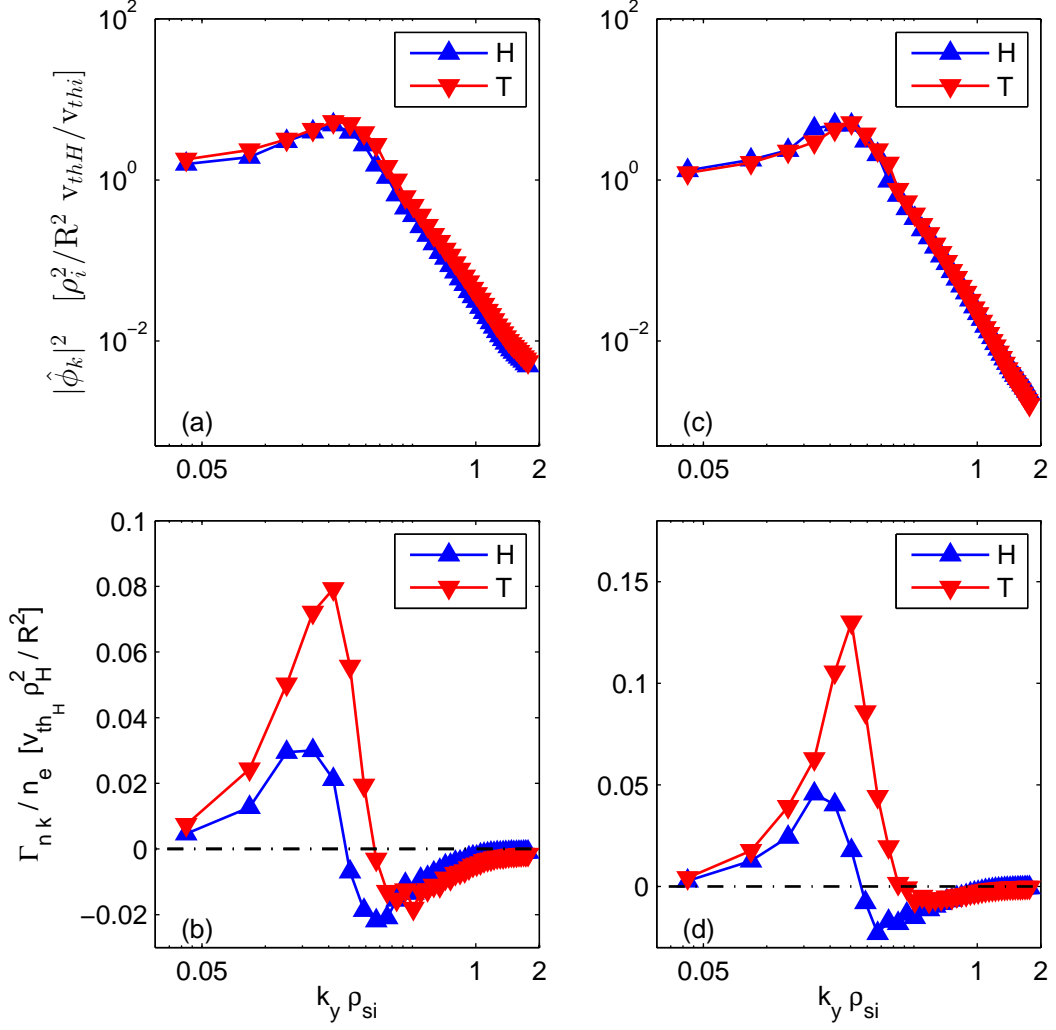 10^2
10^0
10^-2
|φ̂_k|^2 [ρ_i^2/R^2 v_thH/v_thi]
H
T
(a)
0.05
1
2
10^2
10^0
10^-2
H
T
(c)
0.05
1
2
0.1
0.08
0.06
0.04
0.02
0
−0.02
Γ_n k / n_e [v_th_H ρ_H^2 / R^2]
H
T
(b)
0.05
1
2
k_y ρ_si
0.15
0.1
0.05
0
H
T
(d)
0.05
1
2
k_y ρ_si